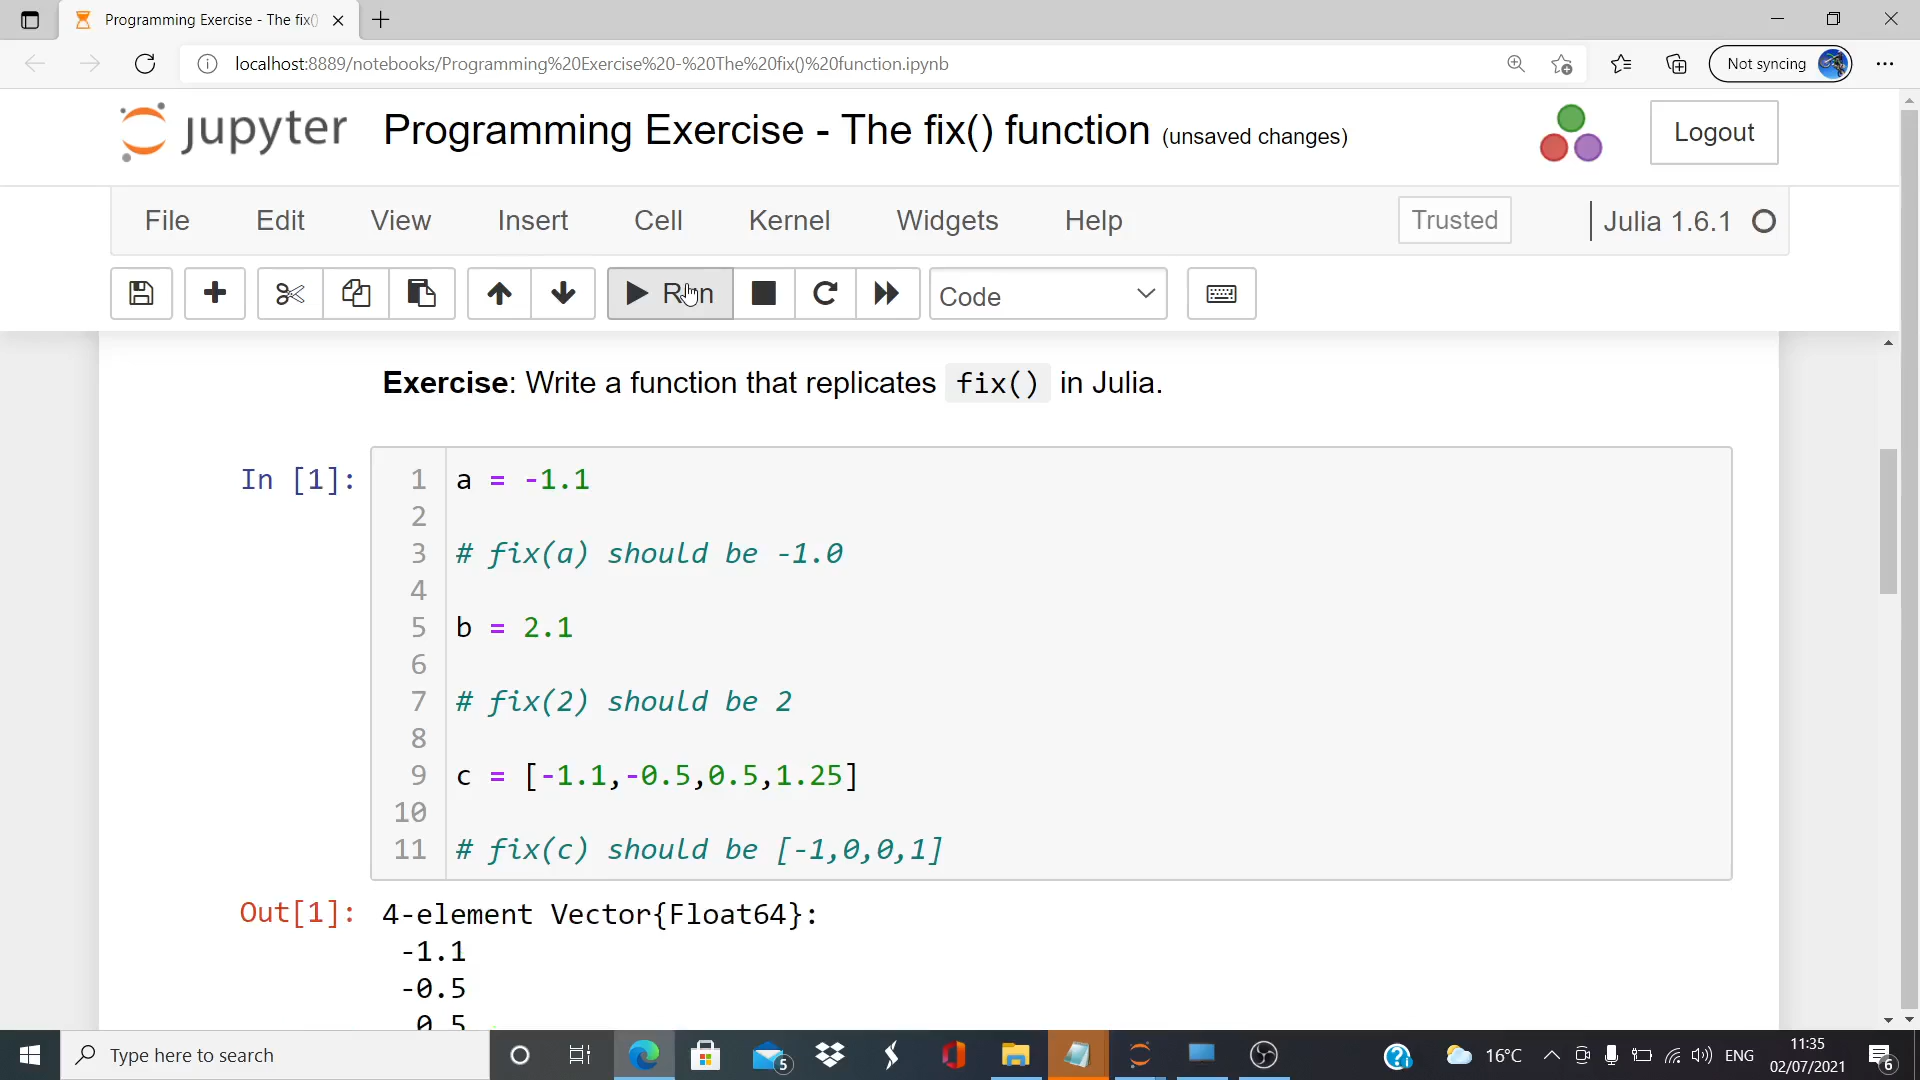 Programming Exercise - The fix()
localhost:8889/notebooks/Programming%20Exercise%20-%20The%20fix()%20function.ipynb
Not syncing
jupyter Programming Exercise - The fix() function (unsaved changes)
Logout
File Edit View Insert Cell Kernel Widgets Help Trusted Julia 1.6.1
Run Code
Exercise: Write a function that replicates fix() in Julia.
In [1]:
1 a = -1.1
2
3 # fix(a) should be -1.0
4
5 b = 2.1
6
7 # fix(2) should be 2
8
9 c = [-1.1,-0.5,0.5,1.25]
10
11 # fix(c) should be [-1,0,0,1]
Out[1]: 4-element Vector{Float64}:
-1.1
-0.5
0.5
Type here to search
5
16°C
ENG
11:35
02/07/2021
6